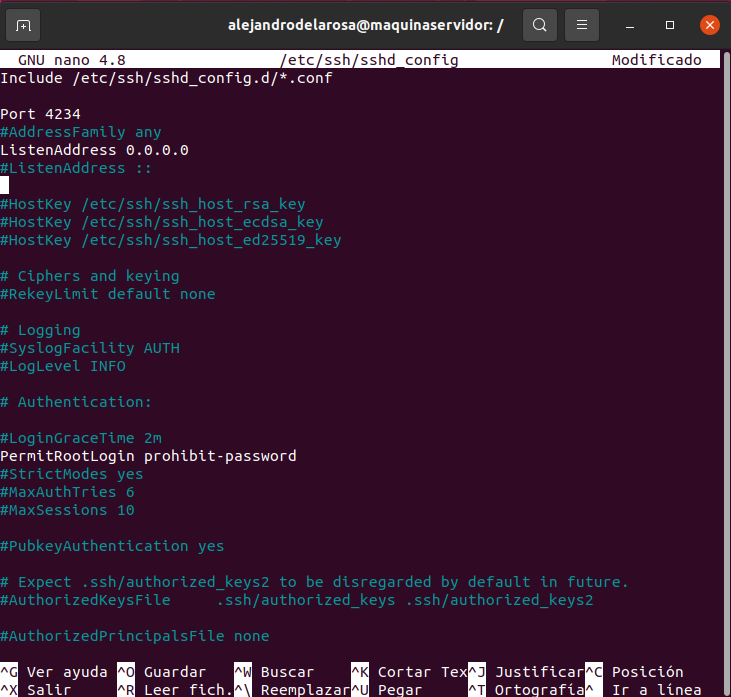 alejandrodelarosa@maquinaservidor: /
GNU nano 4.8 /etc/ssh/sshd_config Modificado
Include /etc/ssh/sshd_config.d/*.conf
Port 4234
#AddressFamily any
ListenAddress 0.0.0.0
#ListenAddress ::
#HostKey /etc/ssh/ssh_host_rsa_key
#HostKey /etc/ssh/ssh_host_ecdsa_key
#HostKey /etc/ssh/ssh_host_ed25519_key
# Ciphers and keying
#RekeyLimit default none
# Logging
#SyslogFacility AUTH
#LogLevel INFO
# Authentication:
#LoginGraceTime 2m
PermitRootLogin prohibit-password
#StrictModes yes
#MaxAuthTries 6
#MaxSessions 10
#PubkeyAuthentication yes
# Expect .ssh/authorized_keys2 to be disregarded by default in future.
#AuthorizedKeysFile     .ssh/authorized_keys .ssh/authorized_keys2
#AuthorizedPrincipalsFile none
^G Ver ayuda ^O Guardar ^W Buscar ^K Cortar Tex^J Justificar^C Posición
^X Salir ^R Leer fich.^\ Reemplazar^U Pegar ^T Ortografía^_ Ir a línea